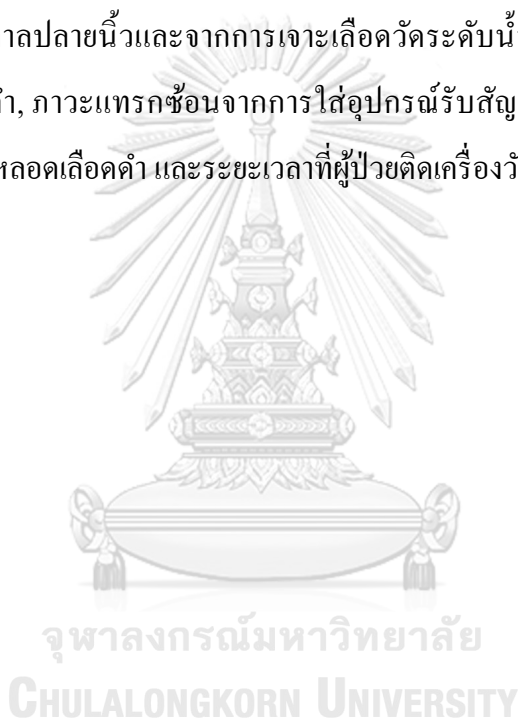 าลปลายนิ้วและจากการเจาะเลือดวัดระดับน้
ำ, ภาวะแทรกซ้อนจากการใส่อุปกรณ์รับสัญ
หลอดเลือดดำ และระยะเวลาที่ผู้ป่วยติดเครื่องวั
จุฬาลงกรณ์มหาวิทยาลัย
CHULALONGKORN UNIVERSITY